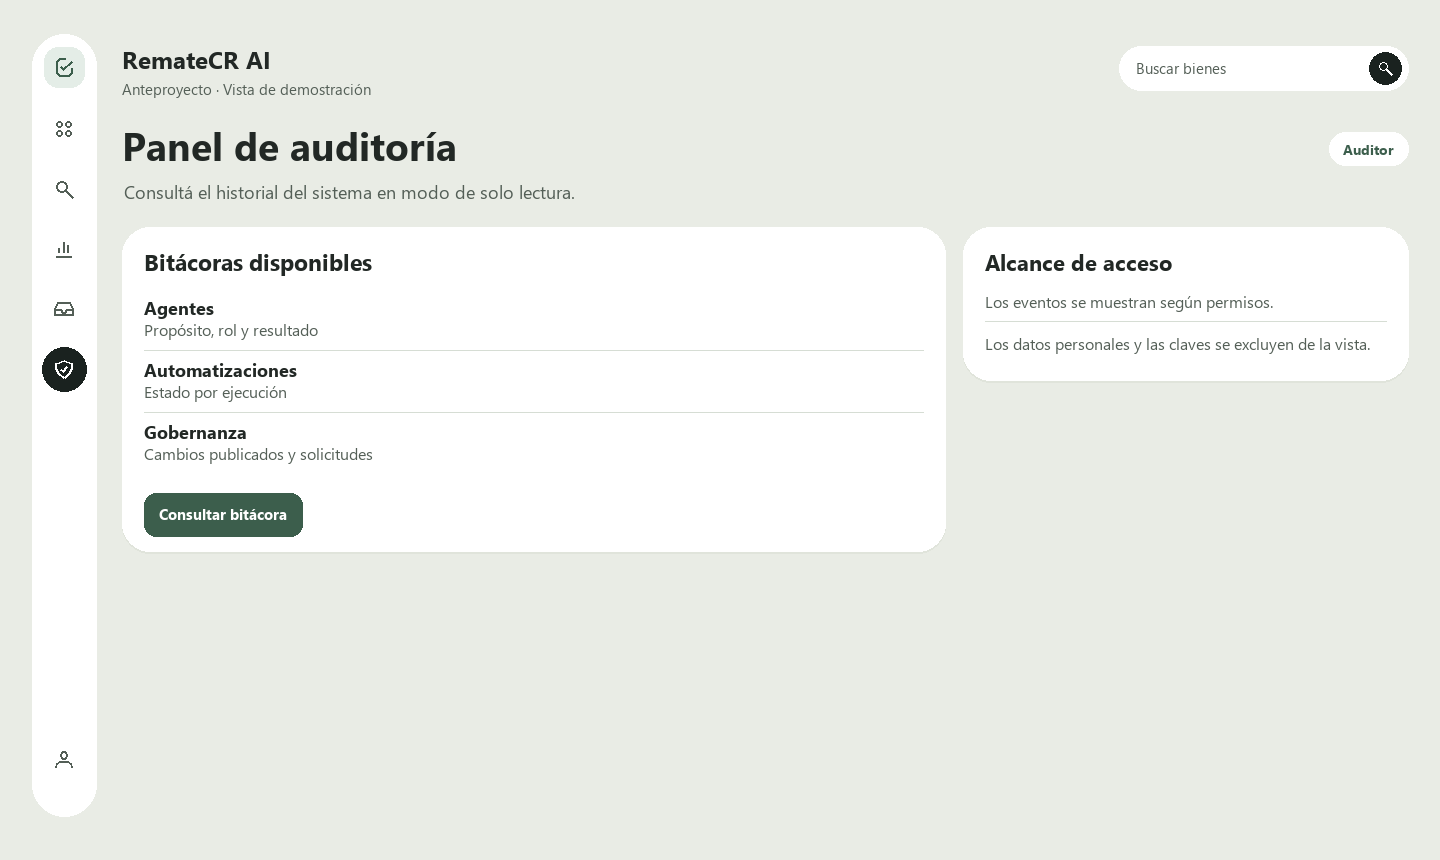 RemateCR AI
Anteproyecto · Vista de demostración
Buscar bienes
Panel de auditoría
Auditor
Consultá el historial del sistema en modo de solo lectura.
Bitácoras disponibles
Agentes
Propósito, rol y resultado
Automatizaciones
Estado por ejecución
Gobernanza
Cambios publicados y solicitudes
Consultar bitácora
Alcance de acceso
Los eventos se muestran según permisos.
Los datos personales y las claves se excluyen de la vista.